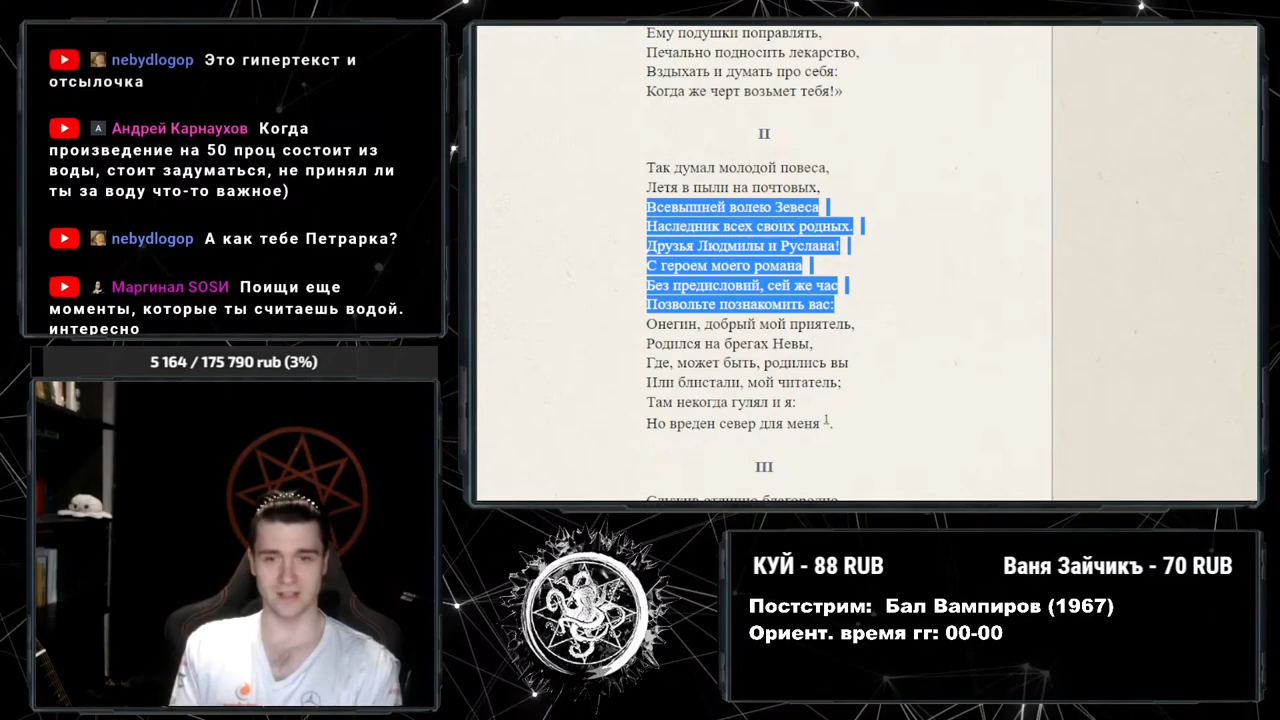 nebydlogop Это гипертекст и
отсылочка
Андрей Карнаухов Когда
произведение на 50 проц состоит из
воды, стоит задуматься, не принял ли
ты за воду что-то важное)
nebydlogop А как тебе Петрарка?
Маргинал SOSИ Поищи еще
моменты, которые ты считаешь водой.
интересно
5 164 / 175 790 rub (3%)
Ему подушки поправлять,
Печально подносить лекарство,
Вздыхать и думать про себя:
Когда же черт возьмет тебя!»
II
Так думал молодой повеса,
Летя в пыли на почтовых,
Всевышней волею Зевеса
Наследник всех своих родных.
Друзья Людмилы и Руслана!
С героем моего романа
Без предисловий, сей же час
Позвольте познакомить вас:
Онегин, добрый мой приятель,
Родился на брегах Невы,
Где, может быть, родились вы
Или блистали, мой читатель;
Там некогда гулял и я:
Но вреден север для меня 1.
III
Служив отлично благородно
КУЙ - 88 RUB
Ваня Зайчикъ - 70 RUB
Постстрим: Бал Вампиров (1967)
Ориент. время гг: 00-00